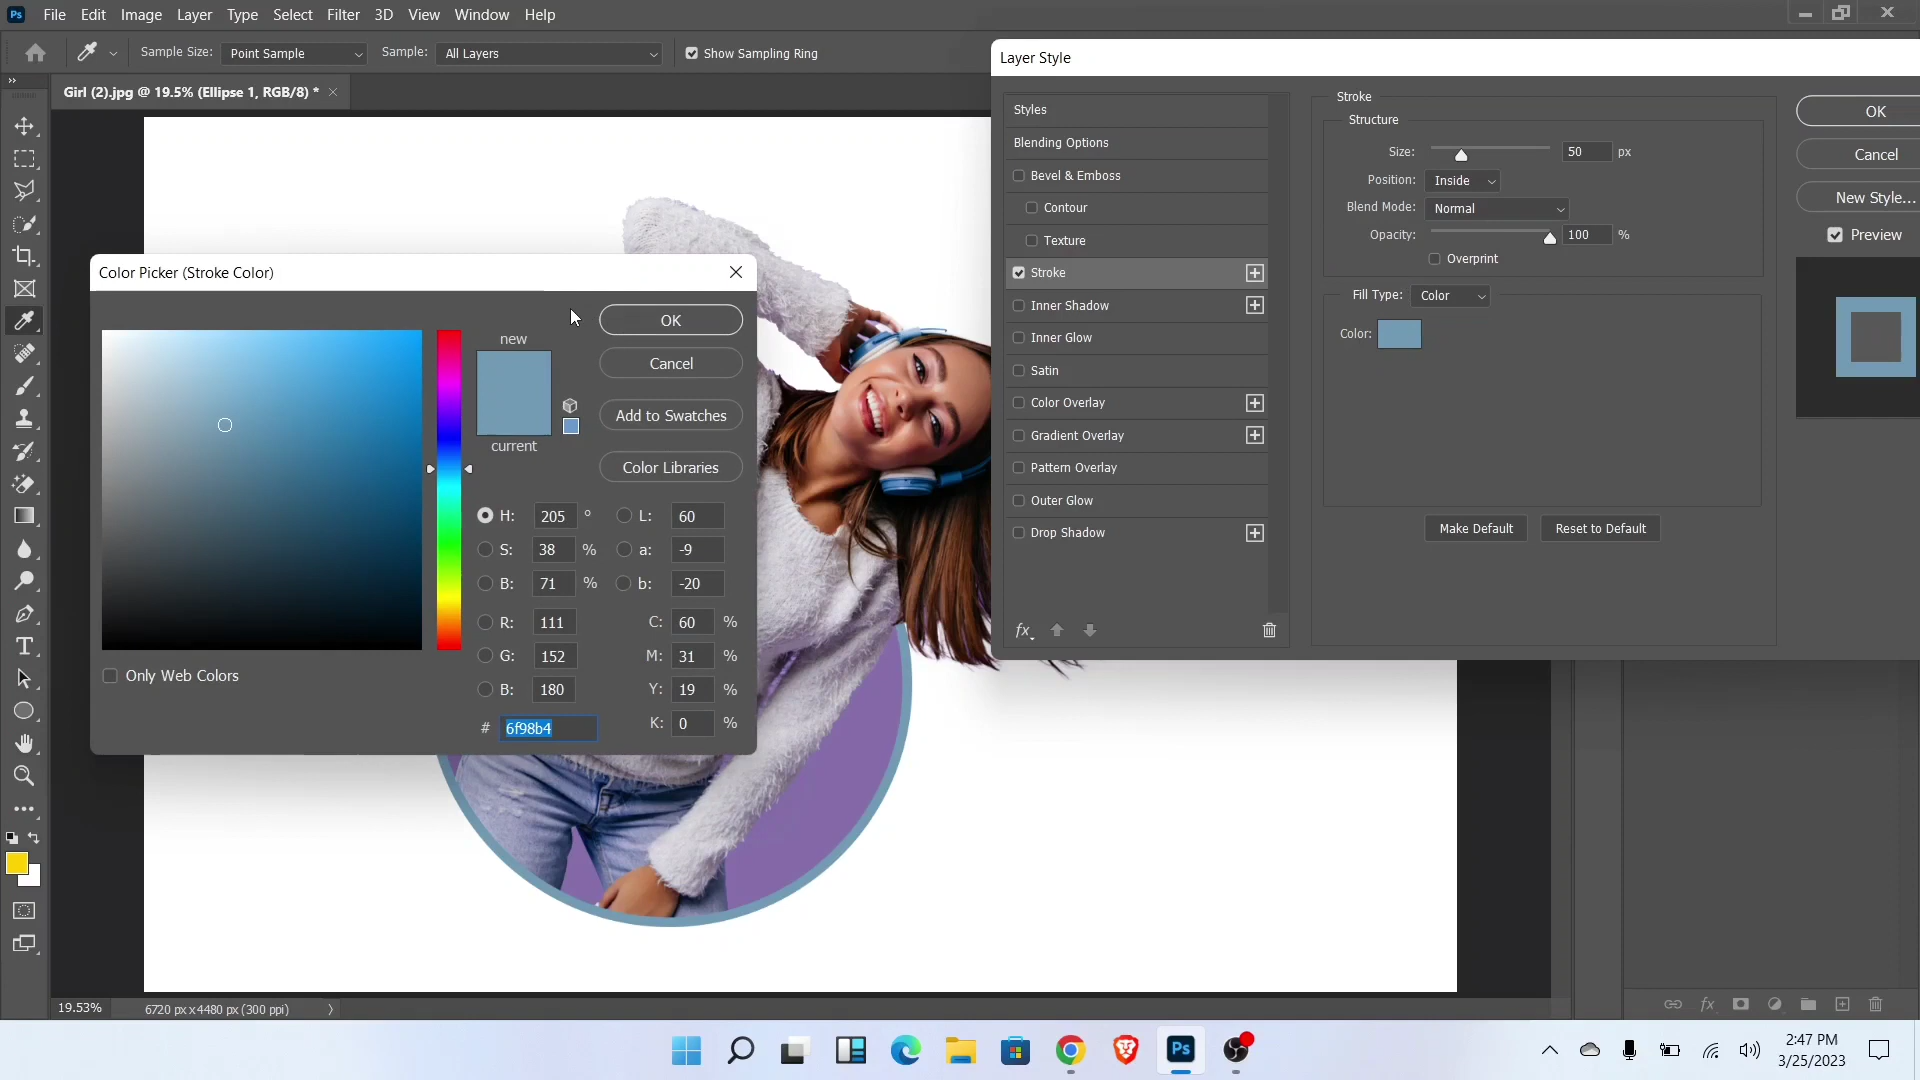 Ps File Edit Image Layer Type Select Filter 3D View Window Help
Sample Size: Point Sample Sample: All Layers Show Sampling Ring
Girl (2).jpg @ 19.5% (Ellipse 1, RGB/8) *
Layer Style
Styles
Blending Options
Bevel & Emboss
Contour
Texture
Stroke
Inner Shadow
Inner Glow
Satin
Color Overlay
Gradient Overlay
Pattern Overlay
Outer Glow
Drop Shadow
fx
Stroke
Structure
Size: 50 px
Position: Inside
Blend Mode: Normal
Opacity: 100 %
Overprint
Fill Type: Color
Color:
Make Default Reset to Default
OK
Cancel
New Style...
Preview
Color Picker (Stroke Color)
new
current
OK
Cancel
Add to Swatches
Color Libraries
H: 205 ° L: 60
S: 38 % a: -9
B: 71 % b: -20
R: 111 C: 60 %
G: 152 M: 31 %
B: 180 Y: 19 %
# 6f98b4 K: 0 %
Only Web Colors
T
19.53% 6720 px x 4480 px (300 ppi)
fx
Ps
2:47 PM
3/25/2023